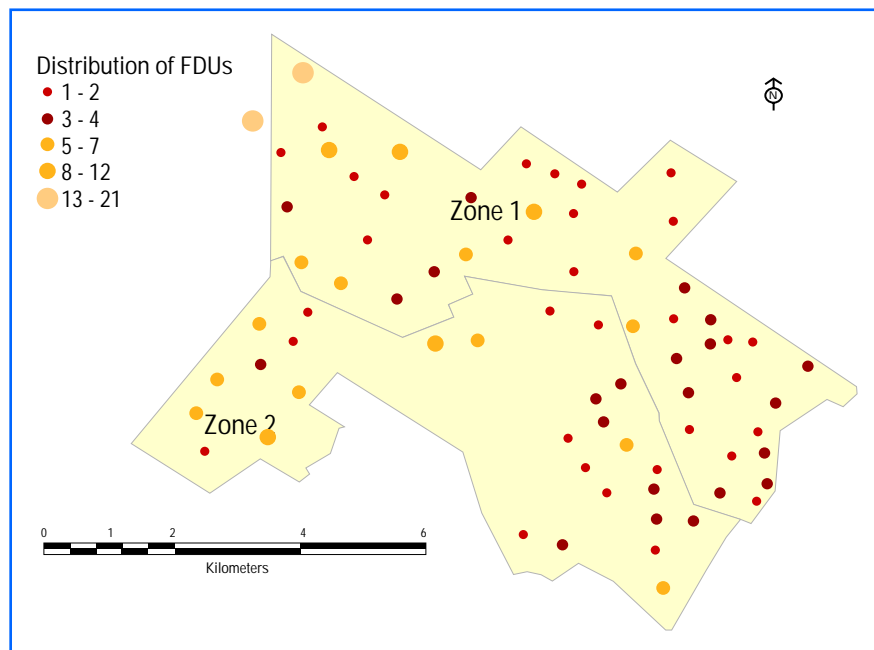 Distribution of FDUs
1 - 2
3 - 4
5 - 7
8 - 12
13 - 21
N
Zone 1
Zone 2
0 1 2 4 6
Kilometers